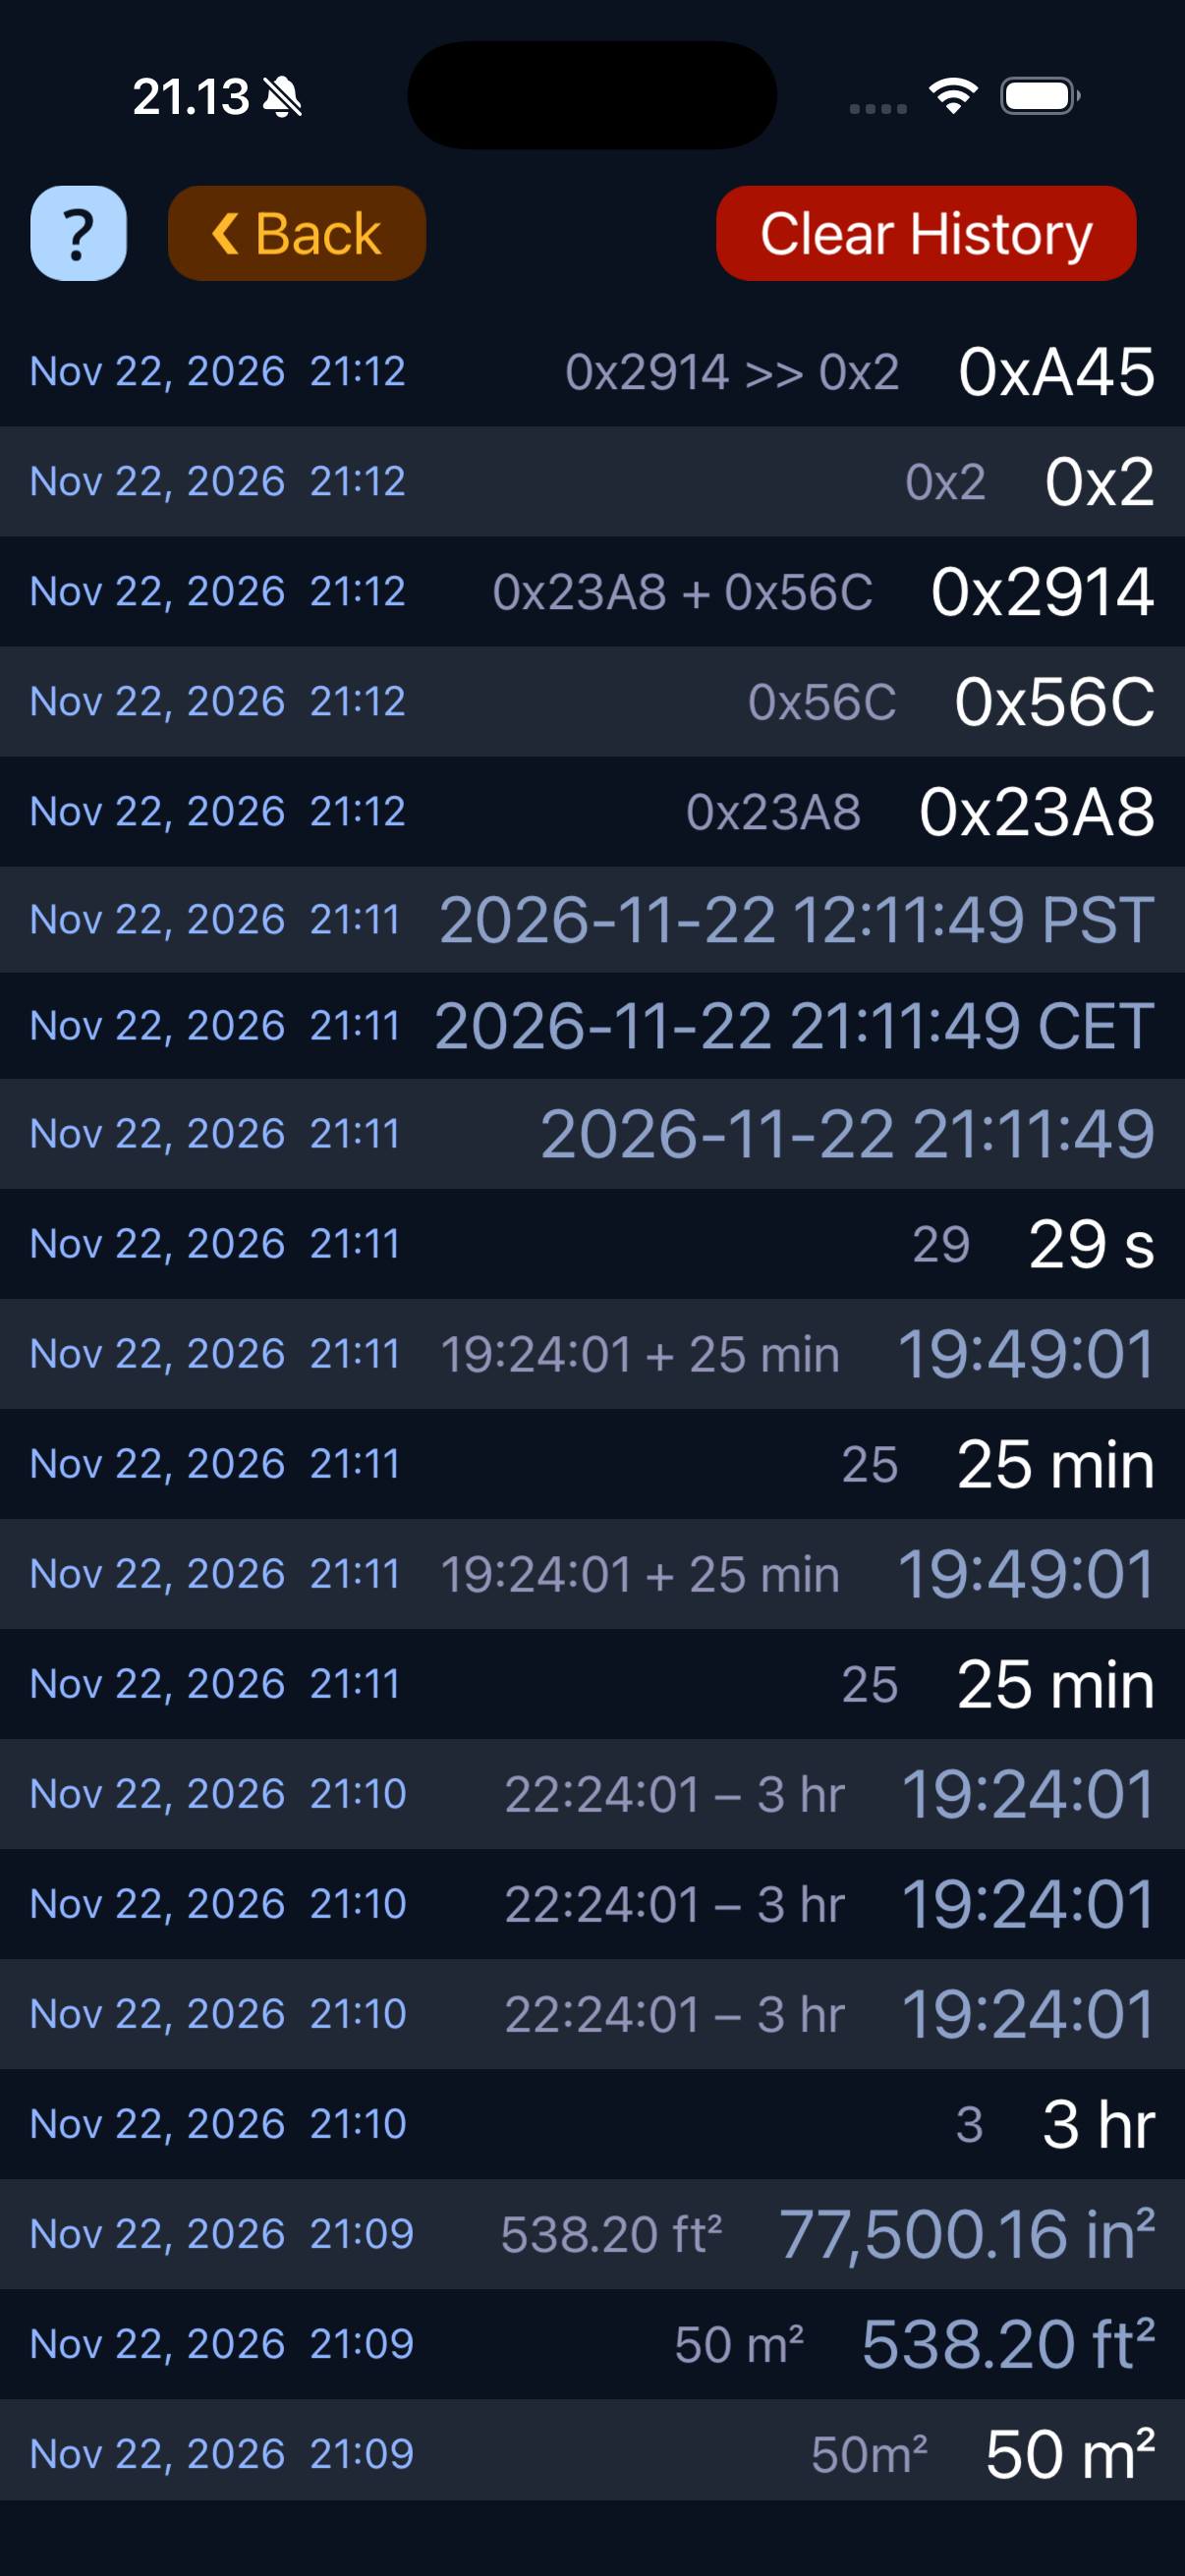 21.13
? ‹ Back Clear History
Nov 22, 2026 21:12 0x2914 >> 0x2 0xA45
Nov 22, 2026 21:12 0x2 0x2
Nov 22, 2026 21:12 0x23A8 + 0x56C 0x2914
Nov 22, 2026 21:12 0x56C 0x56C
Nov 22, 2026 21:12 0x23A8 0x23A8
Nov 22, 2026 21:11 2026-11-22 12:11:49 PST
Nov 22, 2026 21:11 2026-11-22 21:11:49 CET
Nov 22, 2026 21:11 2026-11-22 21:11:49
Nov 22, 2026 21:11 29 29 s
Nov 22, 2026 21:11 19:24:01 + 25 min 19:49:01
Nov 22, 2026 21:11 25 25 min
Nov 22, 2026 21:11 19:24:01 + 25 min 19:49:01
Nov 22, 2026 21:11 25 25 min
Nov 22, 2026 21:10 22:24:01 – 3 hr 19:24:01
Nov 22, 2026 21:10 22:24:01 – 3 hr 19:24:01
Nov 22, 2026 21:10 22:24:01 – 3 hr 19:24:01
Nov 22, 2026 21:10 3 3 hr
Nov 22, 2026 21:09 538.20 ft² 77,500.16 in²
Nov 22, 2026 21:09 50 m² 538.20 ft²
Nov 22, 2026 21:09 50m² 50 m²